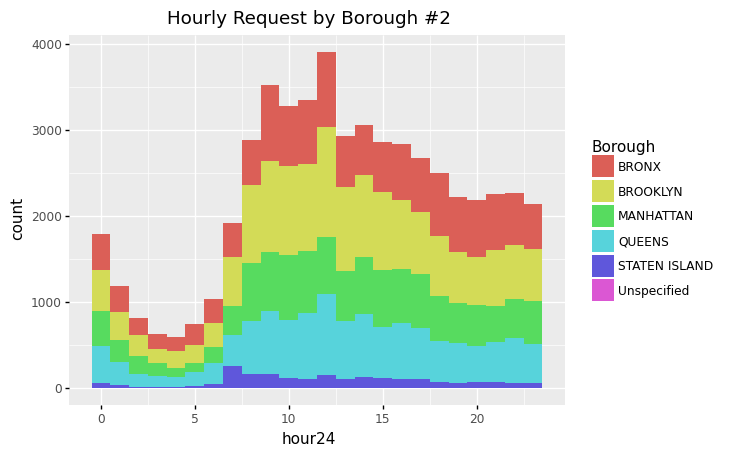 Hourly Request by Borough #2
4000
3000
2000
1000
0
count
0 5 10 15 20
hour24
Borough
BRONX
BROOKLYN
MANHATTAN
QUEENS
STATEN ISLAND
Unspecified